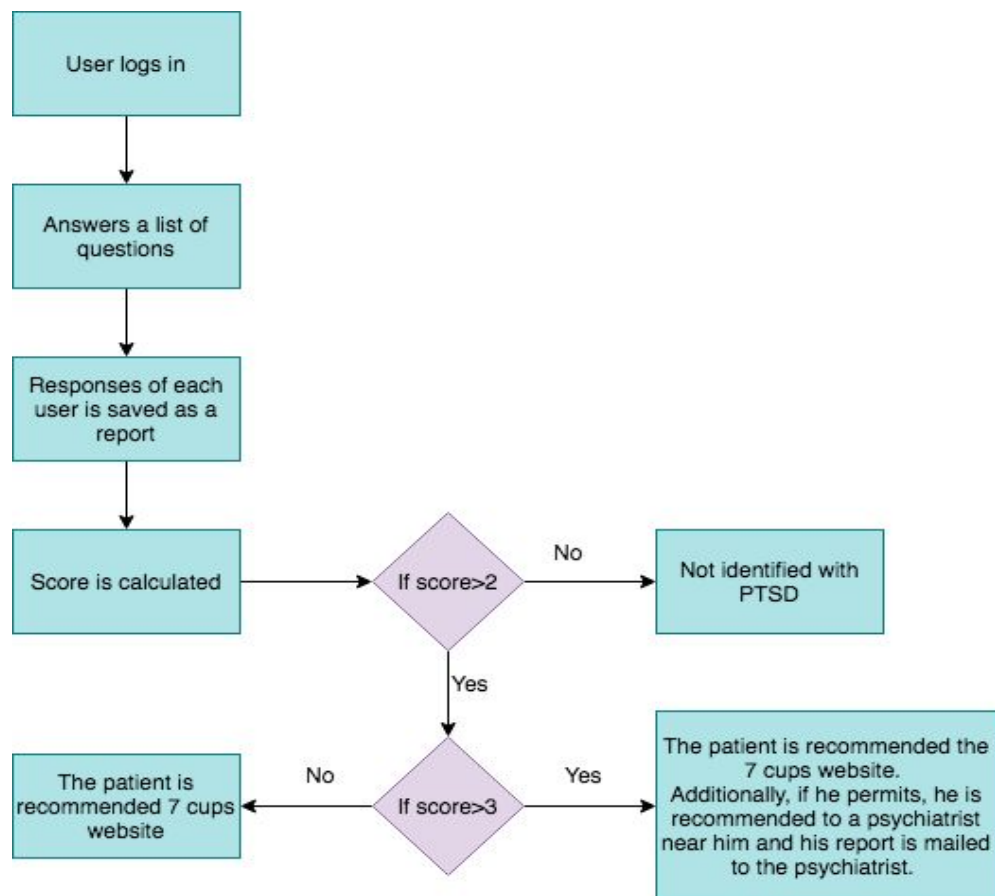 User logs in
Answers a list of
questions
Responses of each
user is saved as a
report
Score is calculated
If score>2
No
Not identified with
PTSD
Yes
The patient is
recommended 7 cups
website
No
If score>3
Yes
The patient is recommended the
7 cups website.
Additionally, if he permits, he is
recommended to a psychiatrist
near him and his report is mailed
to the psychiatrist.